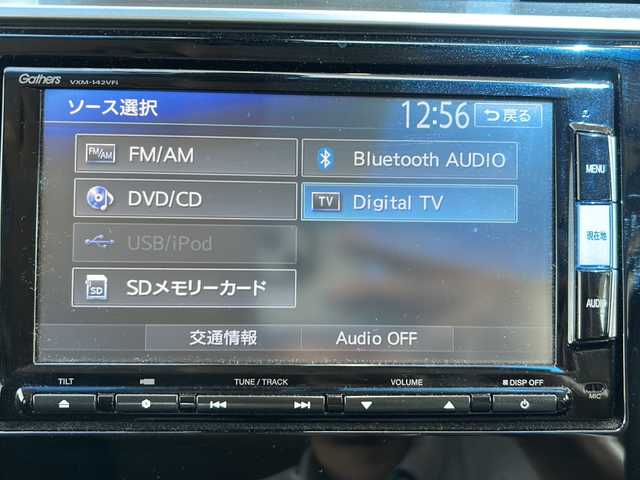 Gathers VXM-142VFi
ソース選択 12:56 戻る
FM/AM FM/AM Bluetooth AUDIO
DVD/CD TV Digital TV
USB/iPod
SD SDメモリーカード
交通情報 Audio OFF
MENU
現在地
AUDIO
TILT TUNE / TRACK VOLUME DISP OFF
MIC